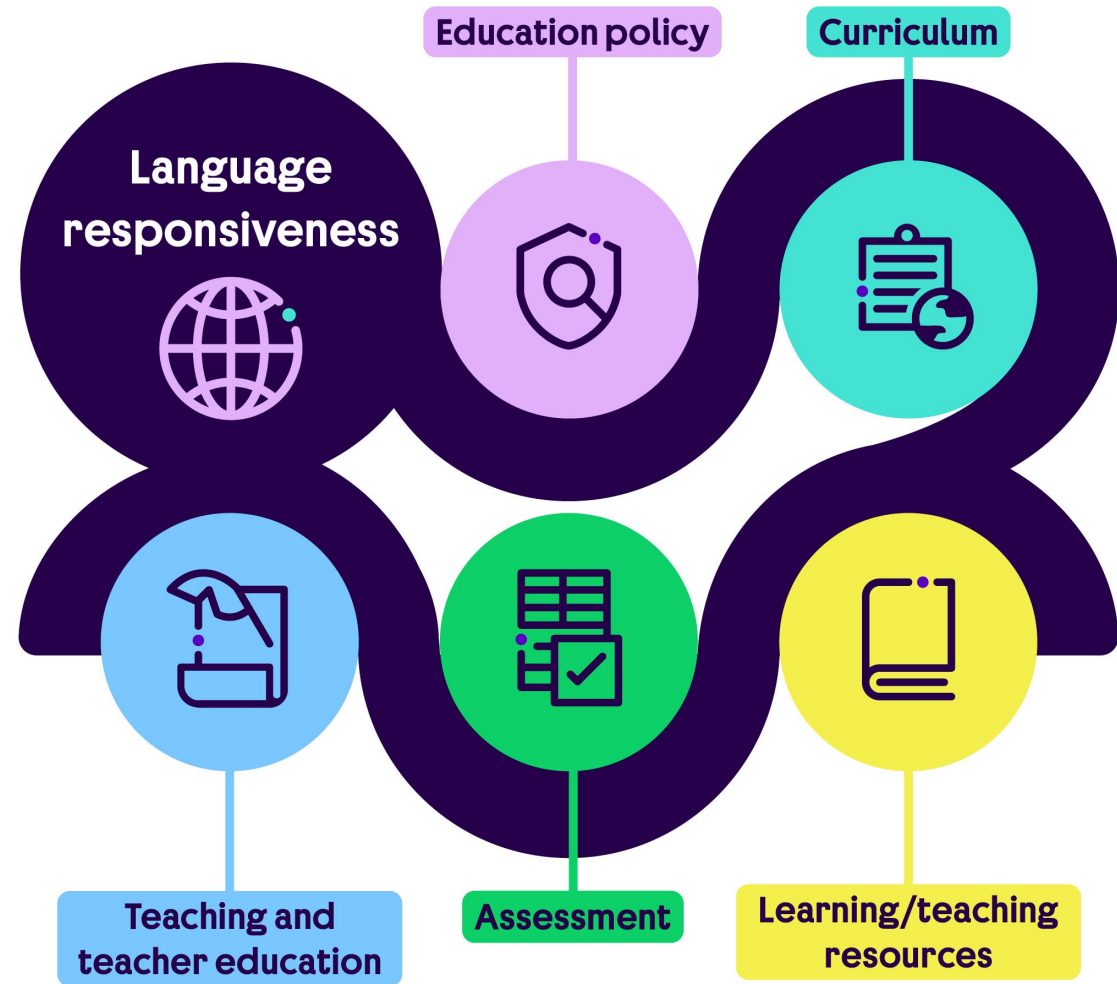 Education policy
Curriculum
Language
responsiveness
Teaching and
teacher education
Assessment
Learning/teaching
resources